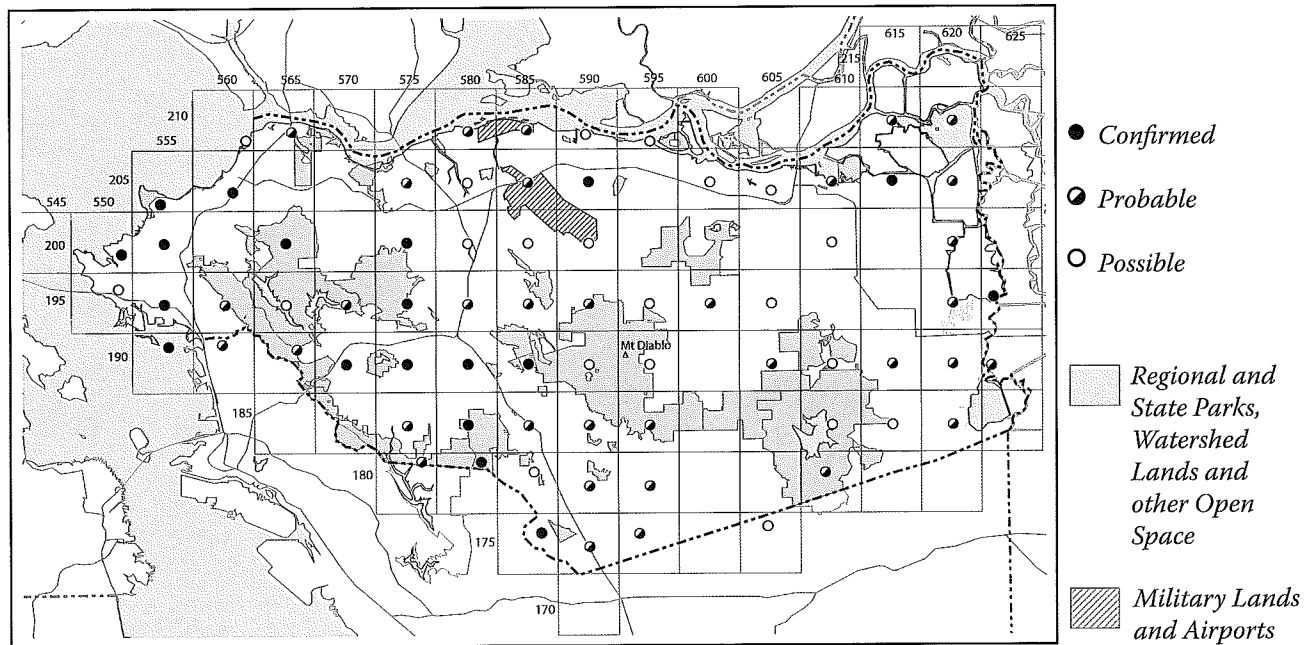 615 620 625
215
560 565 570 575 580 585 590 595 600 605 610
210
555
205
545 550
200
195
190
Mt Diablo
185
180
175
170
Confirmed
Probable
Possible
Regional and
State Parks,
Watershed
Lands and
other Open
Space
Military Lands
and Airports